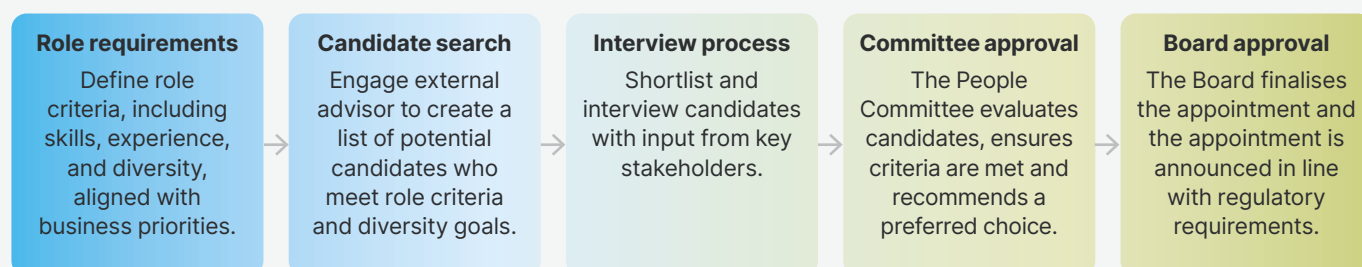 Role requirements
Define role
criteria, including
skills, experience,
and diversity,
aligned with
business priorities.
Candidate search
Engage external
advisor to create a
list of potential
candidates who
meet role criteria
and diversity goals.
Interview process
Shortlist and
interview candidates
with input from key
stakeholders.
Committee approval
The People
Committee evaluates
candidates, ensures
criteria are met and
recommends a
preferred choice.
Board approval
The Board finalises
the appointment and
the appointment is
announced in line
with regulatory
requirements.